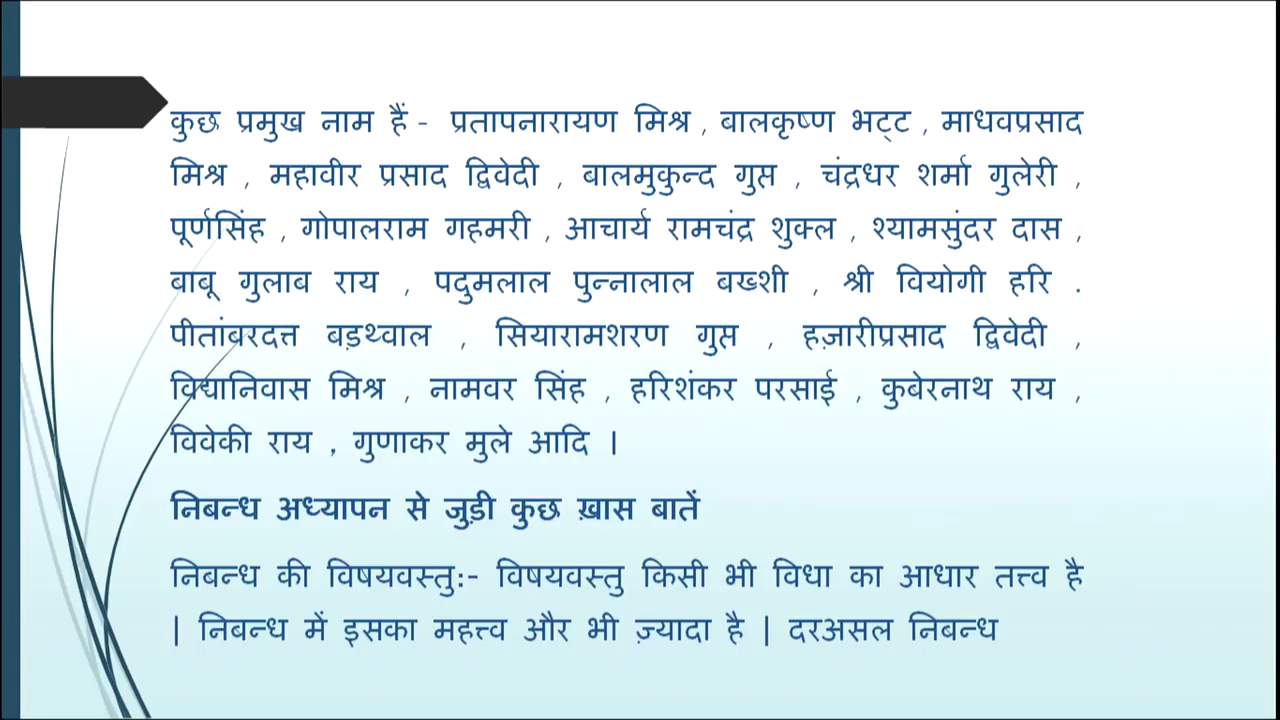 कुछ प्रमुख नाम हैं - प्रतापनारायण मिश्र , बालकृष्ण भट्ट , माधवप्रसाद
मिश्र , महावीर प्रसाद द्विवेदी , बालमुकुन्द गुप्त , चंद्रधर शर्मा गुलेरी ,
पूर्णसिंह , गोपालराम गहमरी , आचार्य रामचंद्र शुक्ल , श्यामसुंदर दास ,
बाबू गुलाब राय , पदुमलाल पुन्नालाल बख्शी , श्री वियोगी हरि .
पीतांबरदत्त बड़थ्वाल , सियारामशरण गुप्त , हज़ारीप्रसाद द्विवेदी ,
विद्यानिवास मिश्र , नामवर सिंह , हरिशंकर परसाई , कुबेरनाथ राय ,
विवेकी राय , गुणाकर मुले आदि ।
निबन्ध अध्यापन से जुड़ी कुछ ख़ास बातें
निबन्ध की विषयवस्तु:- विषयवस्तु किसी भी विधा का आधार तत्त्व है
| निबन्ध में इसका महत्त्व और भी ज़्यादा है | दरअसल निबन्ध